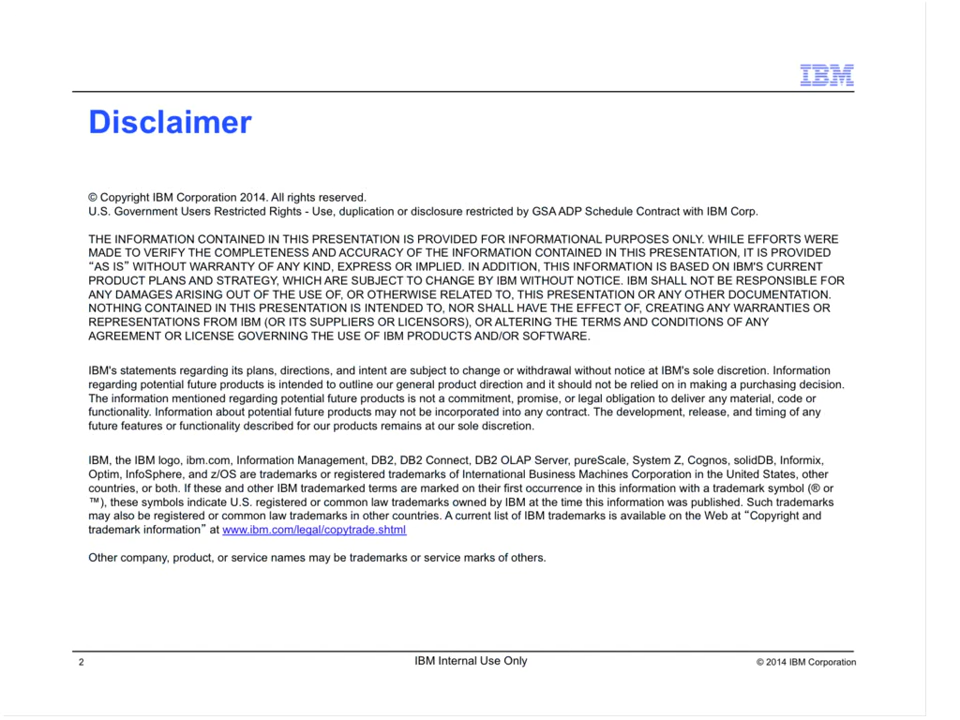 IBM
Disclaimer
© Copyright IBM Corporation 2014. All rights reserved.
U.S. Government Users Restricted Rights - Use, duplication or disclosure restricted by GSA ADP Schedule Contract with IBM Corp.
THE INFORMATION CONTAINED IN THIS PRESENTATION IS PROVIDED FOR INFORMATIONAL PURPOSES ONLY. WHILE EFFORTS WERE
MADE TO VERIFY THE COMPLETENESS AND ACCURACY OF THE INFORMATION CONTAINED IN THIS PRESENTATION, IT IS PROVIDED
“AS IS” WITHOUT WARRANTY OF ANY KIND, EXPRESS OR IMPLIED. IN ADDITION, THIS INFORMATION IS BASED ON IBM'S CURRENT
PRODUCT PLANS AND STRATEGY, WHICH ARE SUBJECT TO CHANGE BY IBM WITHOUT NOTICE. IBM SHALL NOT BE RESPONSIBLE FOR
ANY DAMAGES ARISING OUT OF THE USE OF, OR OTHERWISE RELATED TO, THIS PRESENTATION OR ANY OTHER DOCUMENTATION.
NOTHING CONTAINED IN THIS PRESENTATION IS INTENDED TO, NOR SHALL HAVE THE EFFECT OF, CREATING ANY WARRANTIES OR
REPRESENTATIONS FROM IBM (OR ITS SUPPLIERS OR LICENSORS), OR ALTERING THE TERMS AND CONDITIONS OF ANY
AGREEMENT OR LICENSE GOVERNING THE USE OF IBM PRODUCTS AND/OR SOFTWARE.
IBM's statements regarding its plans, directions, and intent are subject to change or withdrawal without notice at IBM's sole discretion. Information
regarding potential future products is intended to outline our general product direction and it should not be relied on in making a purchasing decision.
The information mentioned regarding potential future products is not a commitment, promise, or legal obligation to deliver any material, code or
functionality. Information about potential future products may not be incorporated into any contract. The development, release, and timing of any
future features or functionality described for our products remains at our sole discretion.
IBM, the IBM logo, ibm.com, Information Management, DB2, DB2 Connect, DB2 OLAP Server, pureScale, System Z, Cognos, solidDB, Informix,
Optim, InfoSphere, and z/OS are trademarks or registered trademarks of International Business Machines Corporation in the United States, other
countries, or both. If these and other IBM trademarked terms are marked on their first occurrence in this information with a trademark symbol (® or
™), these symbols indicate U.S. registered or common law trademarks owned by IBM at the time this information was published. Such trademarks
may also be registered or common law trademarks in other countries. A current list of IBM trademarks is available on the Web at “Copyright and
trademark information” at www.ibm.com/legal/copytrade.shtml
Other company, product, or service names may be trademarks or service marks of others.
2 IBM Internal Use Only © 2014 IBM Corporation